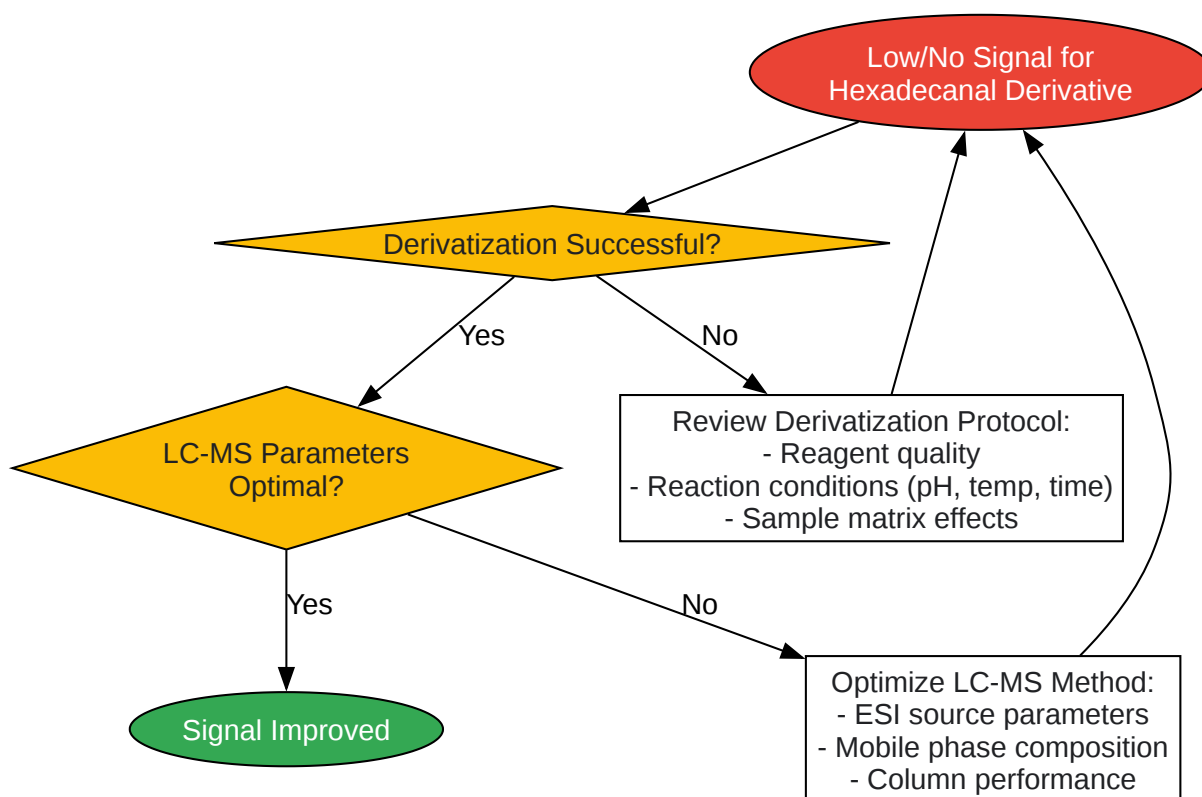 Low/No Signal for
Hexadecanal Derivative
Derivatization Successful?
Yes
No
LC-MS Parameters
Optimal?
Review Derivatization Protocol:
- Reagent quality
- Reaction conditions (pH, temp, time)
- Sample matrix effects
Yes
No
Signal Improved
Optimize LC-MS Method:
- ESI source parameters
- Mobile phase composition
- Column performance